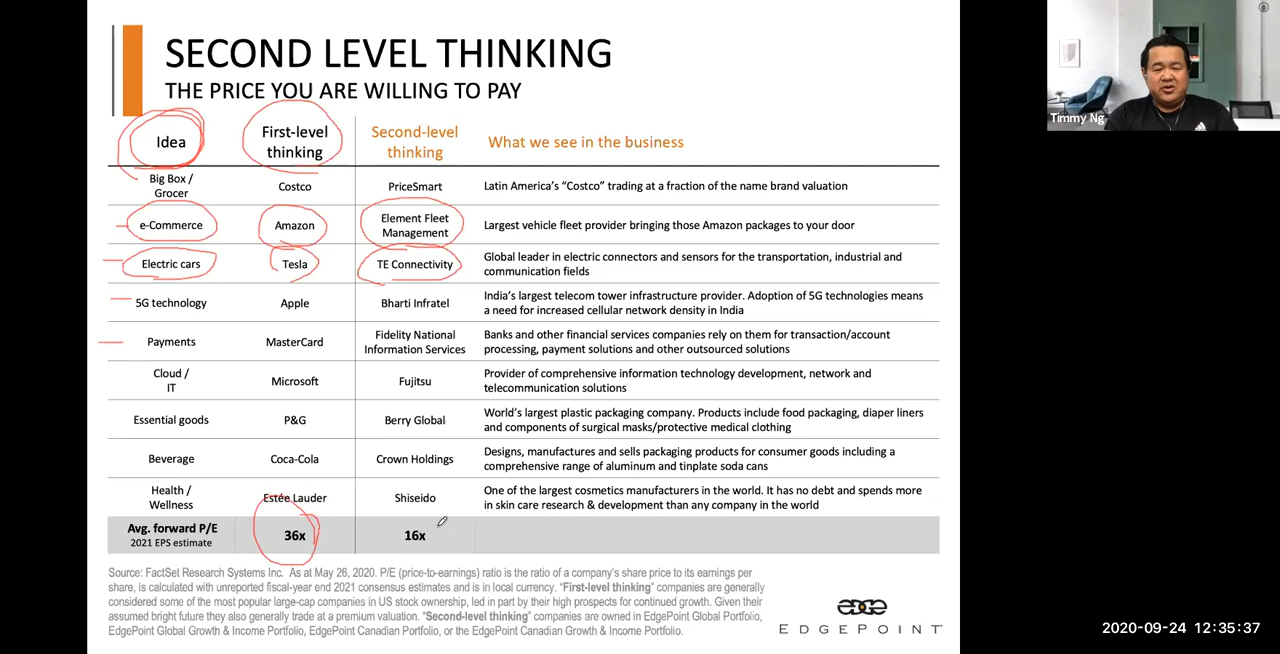 SECOND LEVEL THINKING
THE PRICE YOU ARE WILLING TO PAY
Timmy Ng
Idea
First-level
thinking
Second-level
thinking
What we see in the business
Big Box /
Grocer
Costco
PriceSmart
Latin America's “Costco” trading at a fraction of the name brand valuation
e-Commerce
Amazon
Element Fleet
Management
Largest vehicle fleet provider bringing those Amazon packages to your door
Electric cars
Tesla
TE Connectivity
Global leader in electric connectors and sensors for the transportation, industrial and
communication fields
5G technology
Apple
Bharti Infratel
India's largest telecom tower infrastructure provider. Adoption of 5G technologies means
a need for increased cellular network density in India
Payments
MasterCard
Fidelity National
Information Services
Banks and other financial services companies rely on them for transaction/account
processing, payment solutions and other outsourced solutions
Cloud /
IT
Microsoft
Fujitsu
Provider of comprehensive information technology development, network and
telecommunication solutions
Essential goods
P&G
Berry Global
World's largest plastic packaging company. Products include food packaging, diaper liners
and components of surgical masks/protective medical clothing
Beverage
Coca-Cola
Crown Holdings
Designs, manufactures and sells packaging products for consumer goods including a
comprehensive range of aluminum and tinplate soda cans
Health /
Wellness
Estée Lauder
Shiseido
One of the largest cosmetics manufacturers in the world. It has no debt and spends more
in skin care research & development than any company in the world
Avg. forward P/E
2021 EPS estimate
36x
16x
Source: FactSet Research Systems Inc. As at May 26, 2020. P/E (price-to-earnings) ratio is the ratio of a company's share price to its earnings per
share, is calculated with unreported fiscal-year end 2021 consensus estimates and is in local currency. “First-level thinking” companies are generally
considered some of the most popular large-cap companies in US stock ownership, led in part by their high prospects for continued growth. Given their
assumed bright future they also generally trade at a premium valuation. “Second-level thinking” companies are owned in EdgePoint Global Portfolio,
EdgePoint Global Growth & Income Portfolio, EdgePoint Canadian Portfolio, or the EdgePoint Canadian Growth & Income Portfolio.
EDGEPOINT
2020-09-24 12:35:37